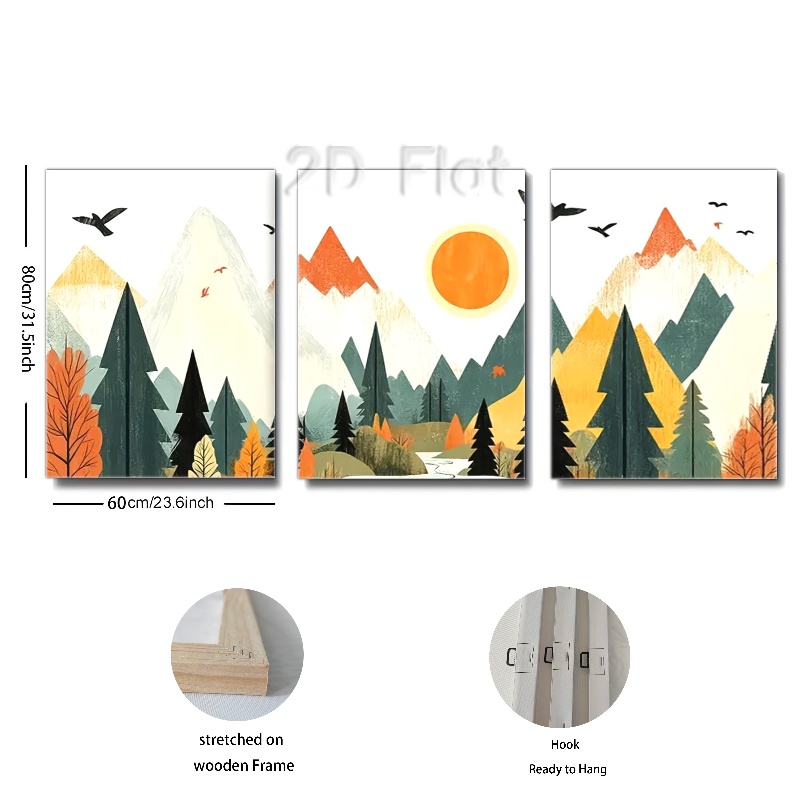 2D Flat
80cm/31.5inch
60cm/23.6inch
stretched on
wooden Frame
Hook
Ready to Hang